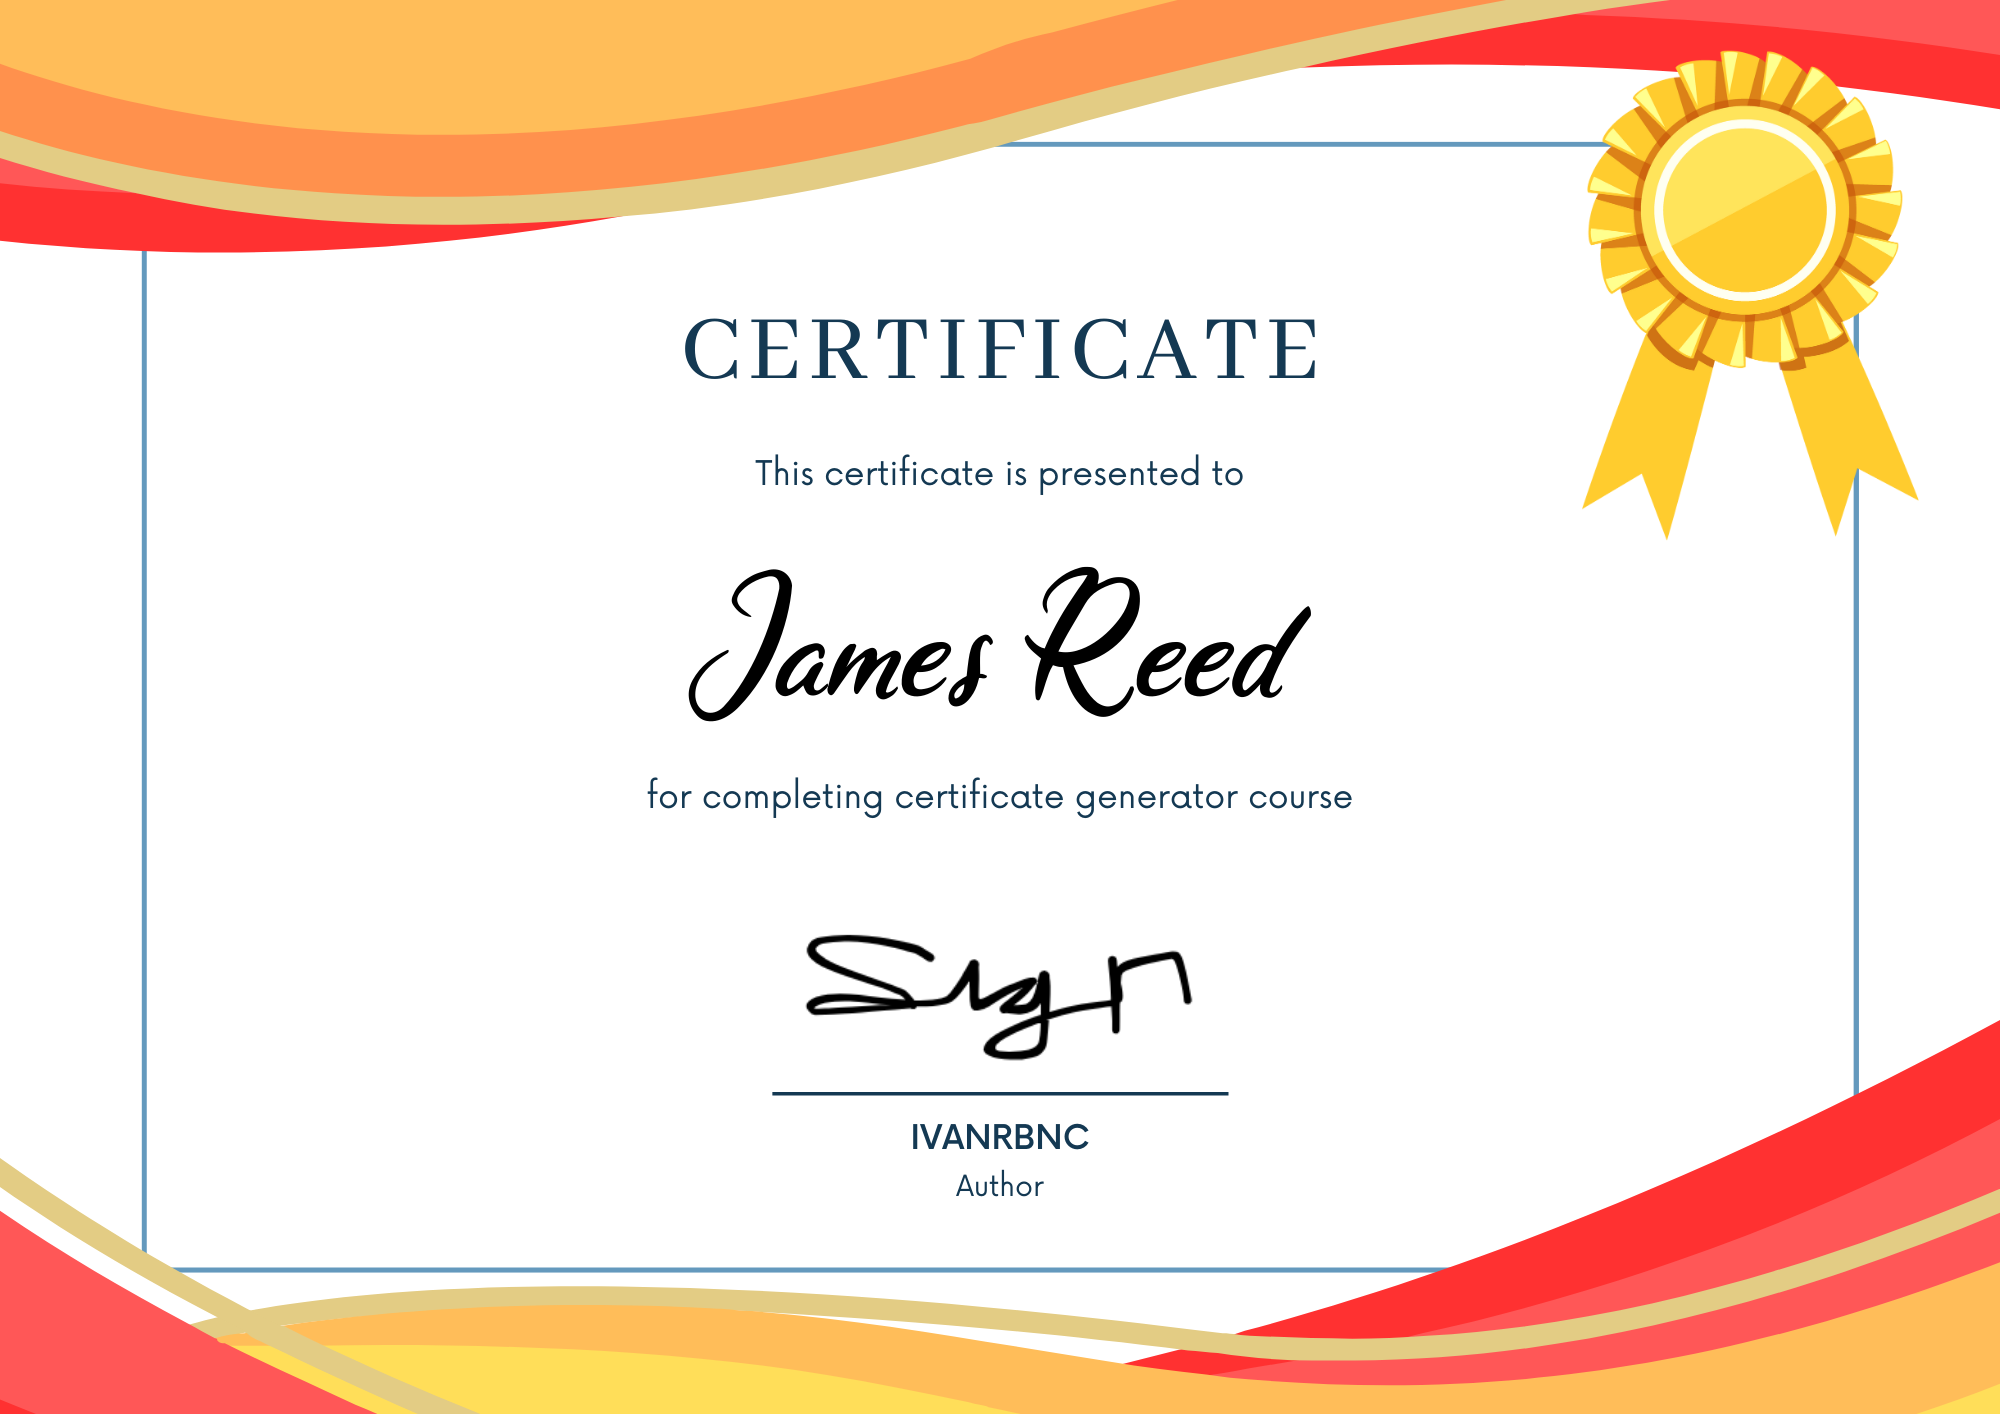 CERTIFICATE
This certificate is presented to
James Reed
for completing certificate generator course
Sign
IVANRBNC
Author